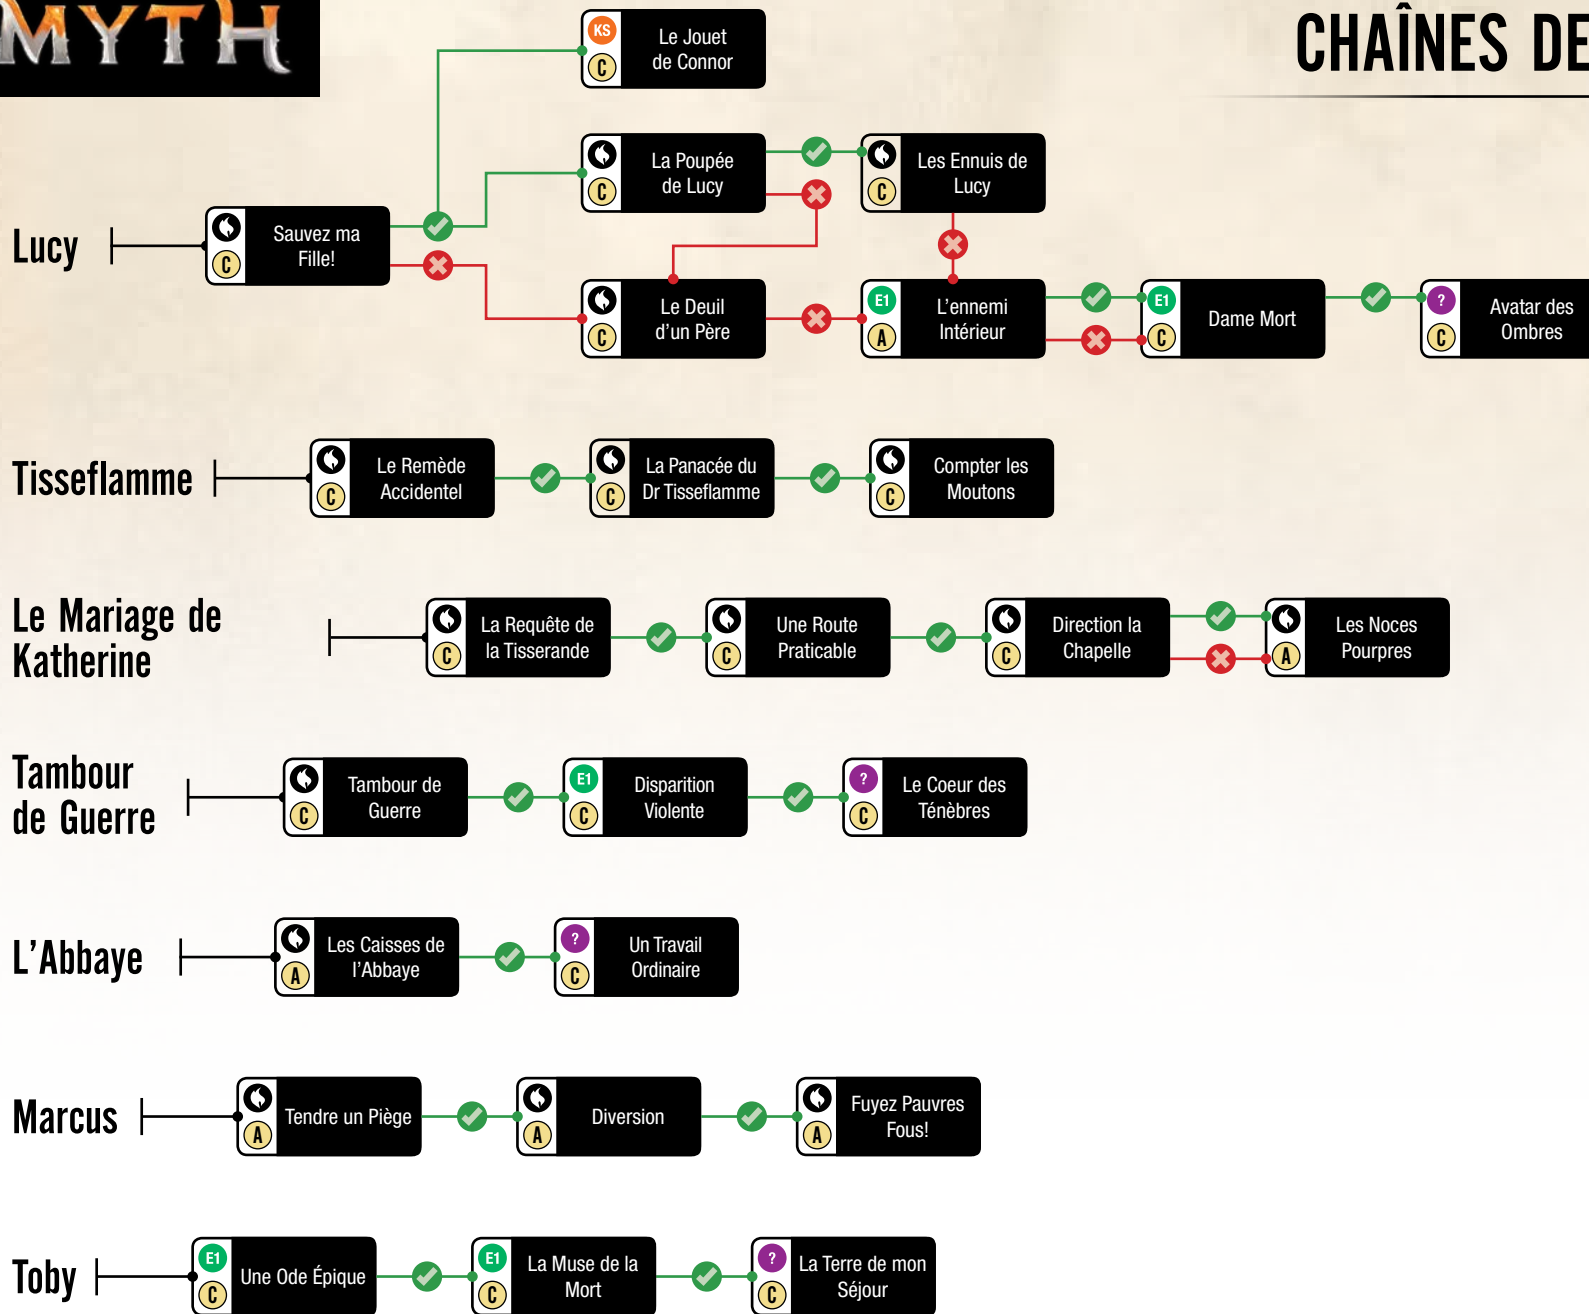 MYTH
CHAÎNES DE
KS
Le Jouet
de Connor
C
La Poupée
de Lucy
C
Les Ennuis de
Lucy
C
Lucy
Sauvez ma
Fille!
C
Le Deuil
d'un Père
C
E1
L'ennemi
Intérieur
A
E1
Dame Mort
C
?
Avatar des
Ombres
C
Tisseflamme
Le Remède
Accidentel
C
La Panacée du
Dr Tisseflamme
C
Compter les
Moutons
C
Le Mariage de
Katherine
La Requête de
la Tisserande
C
Une Route
Praticable
C
Direction la
Chapelle
C
Les Noces
Pourpres
A
Tambour
de Guerre
Tambour de
Guerre
C
E1
Disparition
Violente
C
?
Le Coeur des
Ténèbres
C
L'Abbaye
Les Caisses de
l'Abbaye
A
?
Un Travail
Ordinaire
C
Marcus
Tendre un Piège
A
Diversion
A
Fuyez Pauvres
Fous!
A
Toby
E1
Une Ode Épique
C
E1
La Muse de la
Mort
C
?
La Terre de mon
Séjour
C